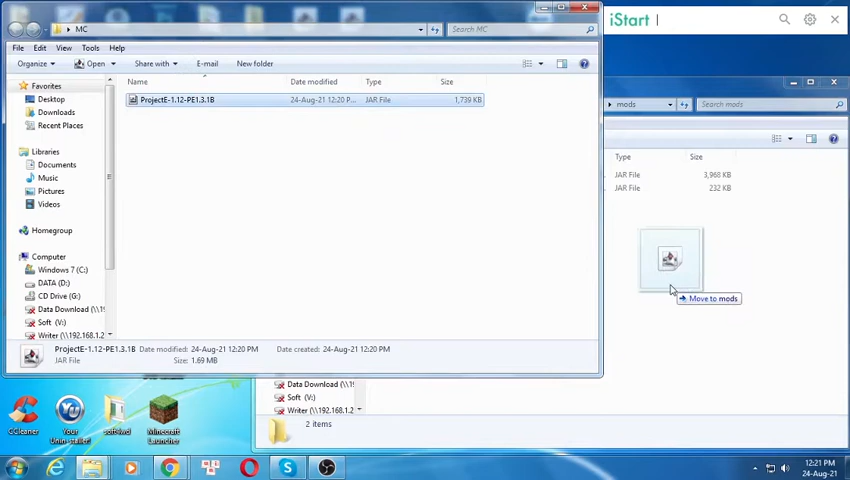 MC
Search MC
File Edit View Tools Help
Organize Open Share with E-mail New folder
Name Date modified Type Size
ProjectE-1.12-PE1.3.1B 24-Aug-21 12:20 P... JAR File 1,739 KB
Favorites
Desktop
Downloads
Recent Places
Libraries
Documents
Music
Pictures
Videos
Homegroup
Computer
Windows 7 (C:)
DATA (D:)
CD Drive (G:)
Data Download (\\19
Soft (V:)
Writer (\\192.168.1.2
ProjectE-1.12-PE1.3.1B Date modified: 24-Aug-21 12:20 PM Date created: 24-Aug-21 12:20 PM
JAR File Size: 1.69 MB
iStart
mods
Search mods
Type Size
JAR File 3,968 KB
JAR File 232 KB
Move to mods
Data Download (\\19
Soft (V:)
Writer (\\192.168.1.2
2 items
CCleaner
Your
Unin-staller!
soft4wd
Minecraft
Launcher
12:21 PM
24-Aug-21